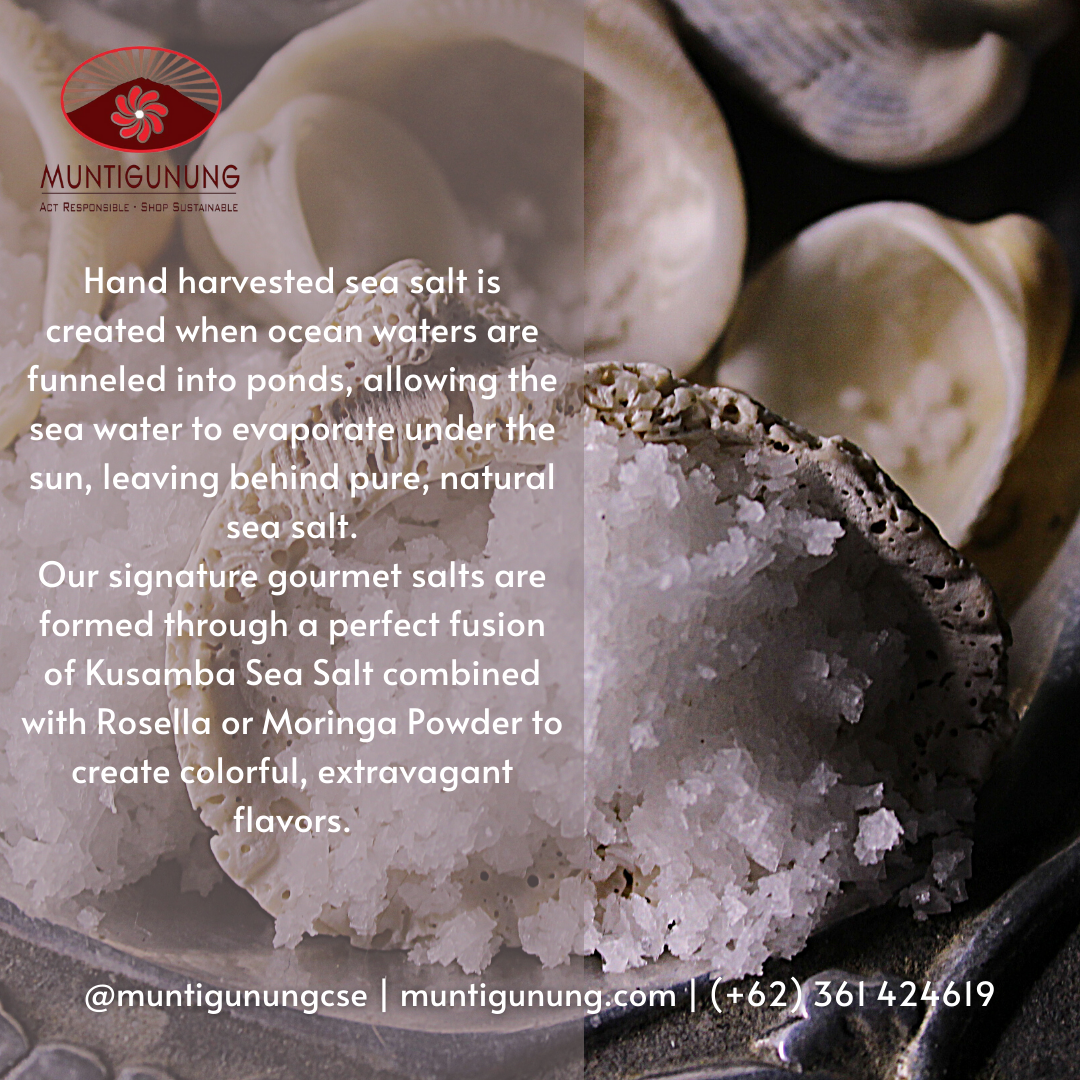 MUNTIGUNUNG
ACT RESPONSIBLE · SHOP SUSTAINABLE
Hand harvested sea salt is
created when ocean waters are
funneled into ponds, allowing the
sea water to evaporate under the
sun, leaving behind pure, natural
sea salt.
Our signature gourmet salts are
formed through a perfect fusion
of Kusamba Sea Salt combined
with Rosella or Moringa Powder to
create colorful, extravagant
flavors.
@muntigunungcse | muntigunung.com | (+62) 361 424619